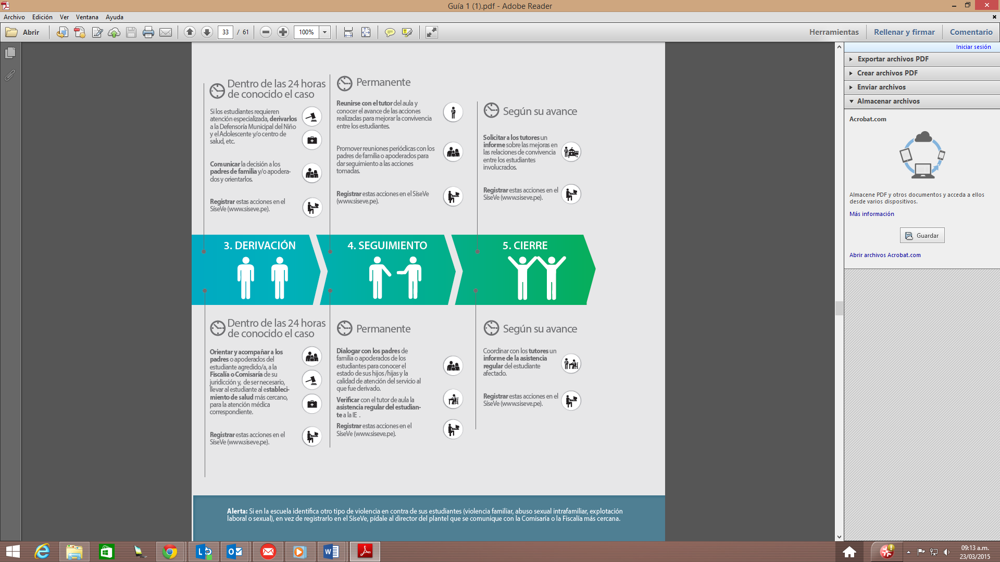 Guía 1 (1).pdf - Adobe Reader
Archivo Edición Ver Ventana Ayuda
Abrir
33 / 61
100%
Herramientas Rellenar y firmar Comentario
Dentro de las 24 horas
de conocido el caso
Si los estudiantes requieren
atención especializada, derivarlos
a la Defensoría Municipal del Niño
y el Adolescente y/o centro de
salud, etc.
Comunicar la decisión a los
padres de familia y/o apodera-
dos y orientarlos.
Registrar estas acciones en el
SíseVe (www.siseve.pe).
Permanente
Reunirse con el tutor del aula y
conocer el avance de las acciones
realizadas para mejorar la convivencia
entre los estudiantes.
Promover reuniones periódicas con los
padres de familia o apoderados para
dar seguimiento a las acciones
tomadas.
Registrar estas acciones en el SíseVe
(www.siseve.pe).
Según su avance
Solicitar a los tutores un
informe sobre las mejoras en
las relaciones de convivencia
entre los estudiantes
involucrados.
Registrar estas acciones en el
SíseVe (www.siseve.pe).
3. DERIVACIÓN
4. SEGUIMIENTO
5. CIERRE
Dentro de las 24 horas
de conocido el caso
Orientar y acompañar a los
padres o apoderados del
estudiante agredido/a, a la
Fiscalía o Comisaría de su
juridicción y, de ser necesario,
llevar al estudiante al estableci-
miento de salud más cercano,
para la atención médica
correspondiente.
Registrar estas acciones en el
SíseVe (www.siseve.pe).
Permanente
Dialogar con los padres de
familia o apoderados de los
estudiantes para conocer el
estado de sus hijos /hijas y la
calidad de atención del servicio al
que fue derivado.
Verificar con el tutor de aula la
asistencia regular del estudian-
te a la IE .
Registrar estas acciones en el
SíseVe (www.siseve.pe).
Según su avance
Coordinar con los tutores un
informe de la asistencia
regular del estudiante
afectado.
Registrar estas acciones en el
SíseVe (www.siseve.pe).
Alerta: Si en la escuela identifica otro tipo de violencia en contra de sus estudiantes (violencia familiar, abuso sexual intrafamiliar, explotación
laboral o sexual), en vez de registrarlo en el SíseVe, pídale al director del plantel que se comunique con la Comisaría o la Fiscalía más cercana.
Iniciar sesión
Exportar archivos PDF
Crear archivos PDF
Enviar archivos
Almacenar archivos
Acrobat.com
Almacene PDF y otros documentos y acceda a ellos
desde varios dispositivos.
Más información
Guardar
Abrir archivos Acrobat.com
09:13 a.m.
23/03/2015